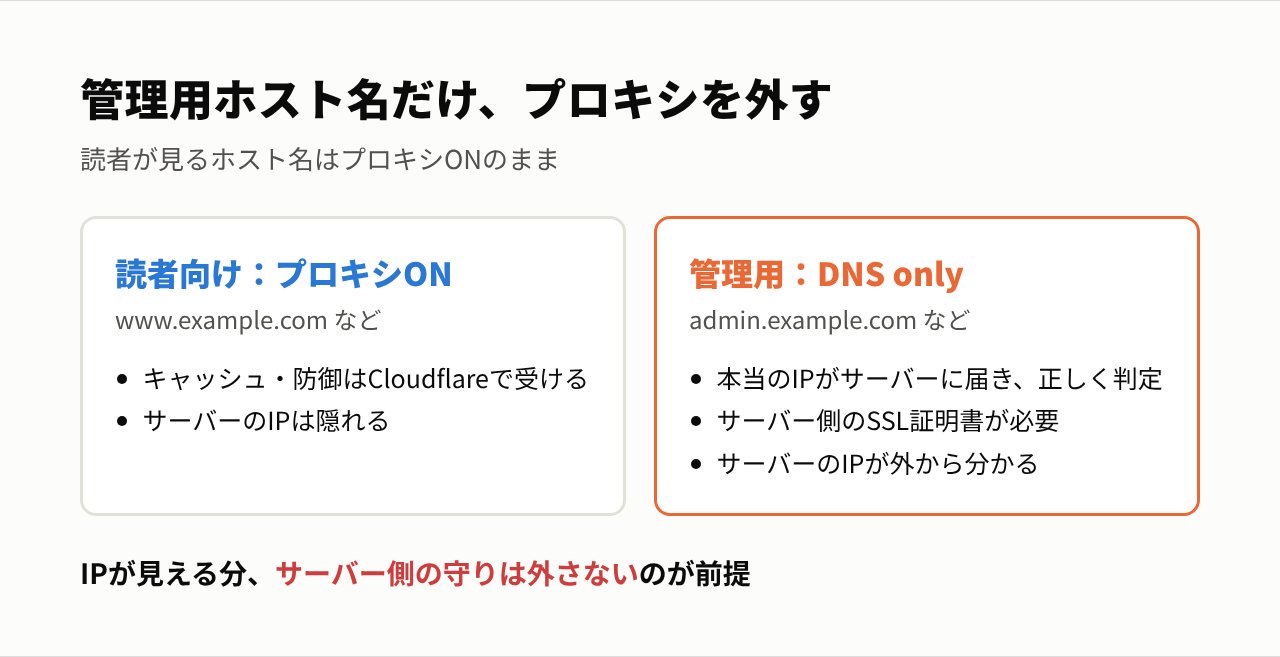 管理用ホスト名だけ、プロキシを外す
読者が見るホスト名はプロキシONのまま
読者向け：プロキシON
www.example.com など
• キャッシュ・防御はCloudflareで受ける
• サーバーのIPは隠れる
管理用：DNS only
admin.example.com など
• 本当のIPがサーバーに届き、正しく判定
• サーバー側のSSL証明書が必要
• サーバーのIPが外から分かる
IPが見える分、サーバー側の守りは外さないのが前提